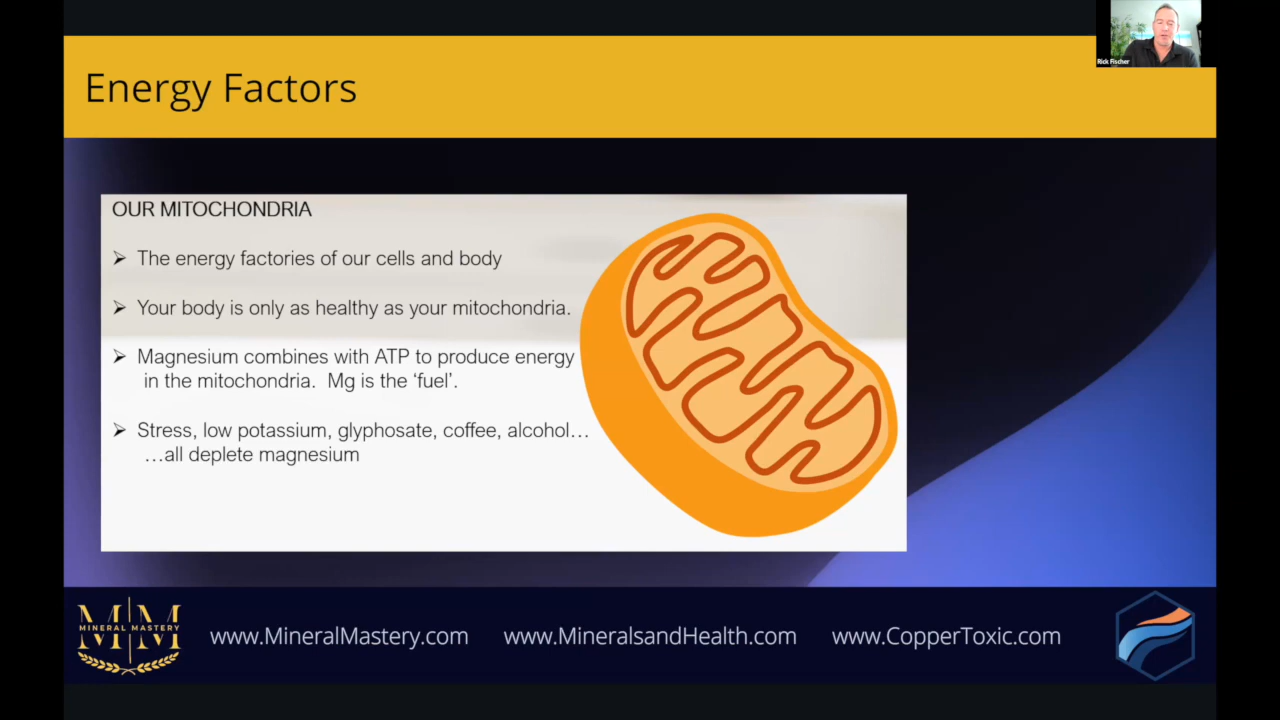 Rick Fischer
Energy Factors
OUR MITOCHONDRIA
➢ The energy factories of our cells and body
➢ Your body is only as healthy as your mitochondria.
➢ Magnesium combines with ATP to produce energy
in the mitochondria. Mg is the ‘fuel’.
➢ Stress, low potassium, glyphosate, coffee, alcohol…
…all deplete magnesium
M M
MINERAL MASTERY
www.MineralMastery.com
www.MineralsandHealth.com
www.CopperToxic.com